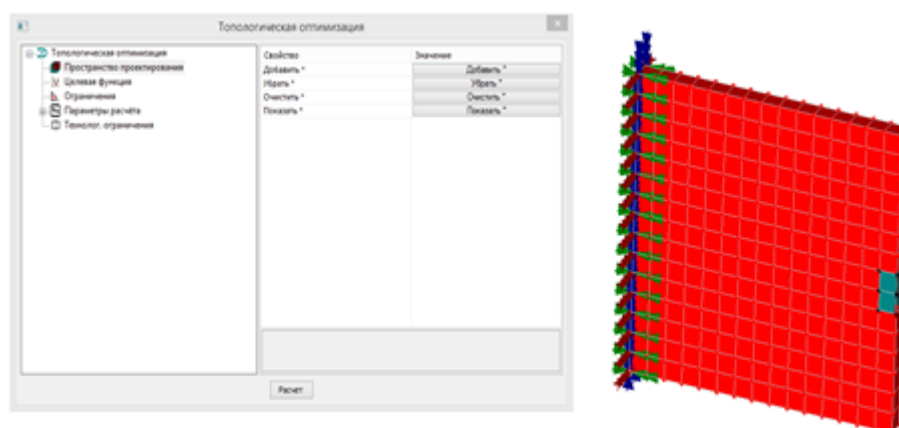 Топологическая оптимизация
Топологическая оптимизация
Пространство проектирования
Целевая функция
Ограничения
Параметры расчёта
Технолог. ограничения
Свойство Значение
Добавить * Добавить *
Убрать * Убрать *
Очистить * Очистить *
Показать * Показать *
Расчет